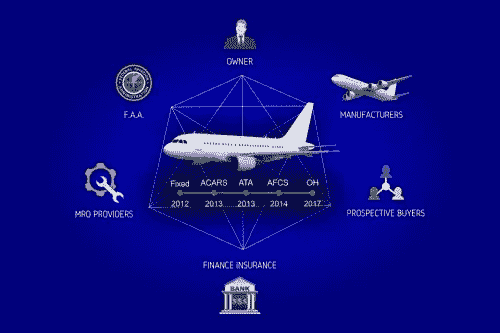 OWNER
F.A.A.
MANUFACTURERS
Fixed ACARS ATA AFCS OH
2012 2013 2013 2014 2017
MRO PROVIDERS
PROSPECTIVE BUYERS
FINANCE INSURANCE
BANK